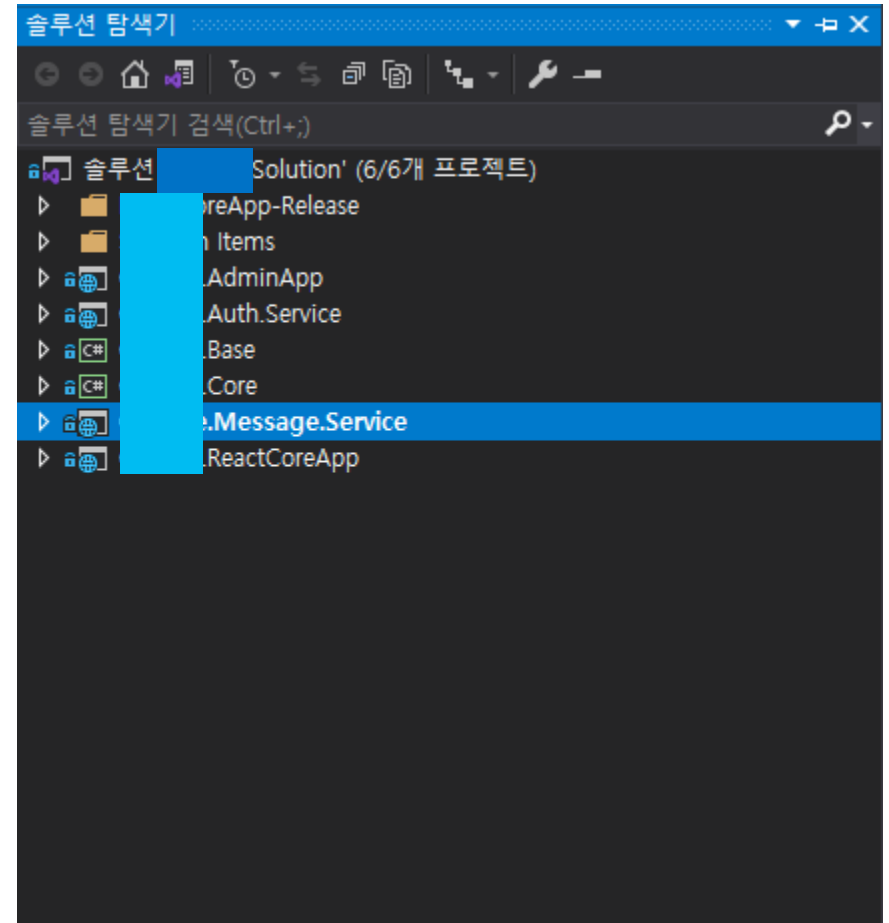 솔루션 탐색기
솔루션 탐색기 검색(Ctrl+;)
솔루션 Solution' (6/6개 프로젝트)
-Release
Items
.AdminApp
.Auth.Service
C# .Base
C# .Core
.Message.Service
.ReactCoreApp